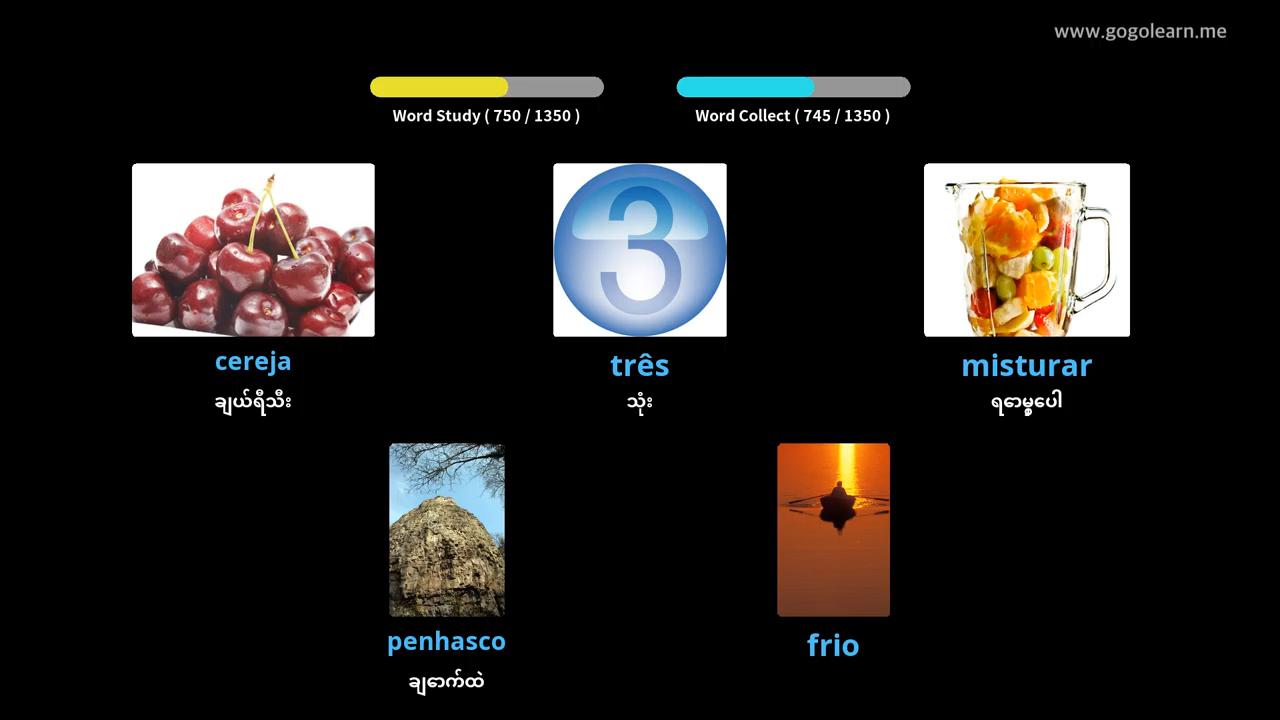 www.gogolearn.me
Word Study ( 750 / 1350 )
Word Collect ( 745 / 1350 )
3
cereja
ချယ်ရီသီး
três
သုံး
misturar
ရောမွှပေါ
penhasco
ချောက်ထဲ
frio